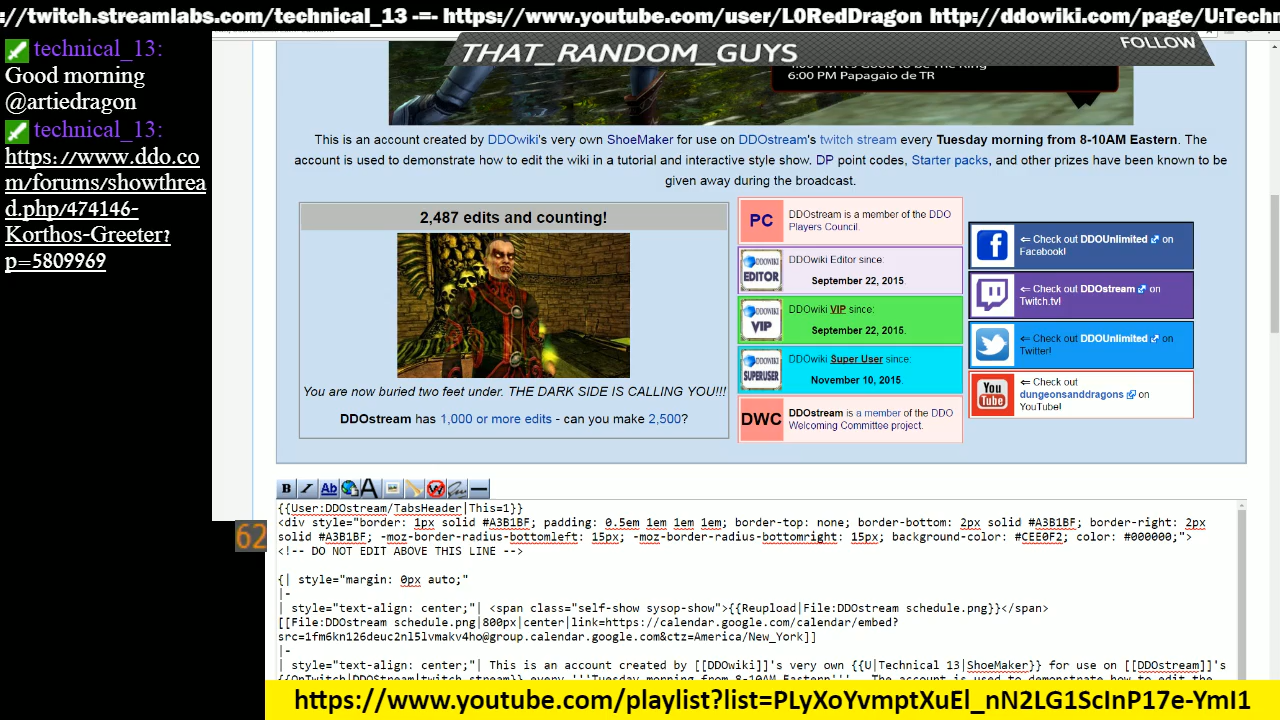 ://twitch.streamlabs.com/technical_13 -=- https://www.youtube.com/user/L0RedDragon http://ddowiki.com/page/U:Techn
technical_13:
Good morning
@artiedragon
technical_13:
https://www.ddo.co
m/forums/showthrea
d.php/474146-
Korthos-Greeter?
p=5809969
THAT_RANDOM_GUYS
FOLLOW
6:00 PM Papagaio de TR
This is an account created by DDOwiki's very own ShoeMaker for use on DDOstream's twitch stream every Tuesday morning from 8-10AM Eastern. The
account is used to demonstrate how to edit the wiki in a tutorial and interactive style show. DP point codes, Starter packs, and other prizes have been known to be
given away during the broadcast.
2,487 edits and counting!
You are now buried two feet under. THE DARK SIDE IS CALLING YOU!!!
DDOstream has 1,000 or more edits - can you make 2,500?
PC
DDOstream is a member of the DDO
Players Council.
DDOWIKI
EDITOR
DDOwiki Editor since:
September 22, 2015.
DDOWIKI
VIP
DDOwiki VIP since:
September 22, 2015.
DDOWIKI
SUPERUSER
DDOwiki Super User since:
November 10, 2015.
DWC
DDOstream is a member of the DDO
Welcoming Committee project.
⇐ Check out DDOUnlimited on
Facebook!
⇐ Check out DDOstream on
Twitch.tv!
⇐ Check out DDOUnlimited on
Twitter!
You
Tube
⇐ Check out
dungeonsanddragons on
YouTube!
B I Ab A W
62
{{User:DDOstream/TabsHeader|This=1}}
<div style="border: 1px solid #A3B1BF; padding: 0.5em 1em 1em 1em; border-top: none; border-bottom: 2px solid #A3B1BF; border-right: 2px
solid #A3B1BF; -moz-border-radius-bottomleft: 15px; -moz-border-radius-bottomright: 15px; background-color: #CEE0F2; color: #000000;">
<!-- DO NOT EDIT ABOVE THIS LINE -->
{| style="margin: 0px auto;"
|-
| style="text-align: center;"| <span class="self-show sysop-show">{{Reupload|File:DDOstream schedule.png}}</span>
[[File:DDOstream schedule.png|800px|center|link=https://calendar.google.com/calendar/embed?
src=1fm6kn126deuc2nl5lvmakv4ho@group.calendar.google.com&ctz=America/New_York]]
|-
| style="text-align: center;"| This is an account created by [[DDOwiki]]'s very own {{U|Technical 13|ShoeMaker}} for use on [[DDOstream]]'s
https://www.youtube.com/playlist?list=PLyXoYvmptXuEl_nN2LG1ScInP17e-YmI1